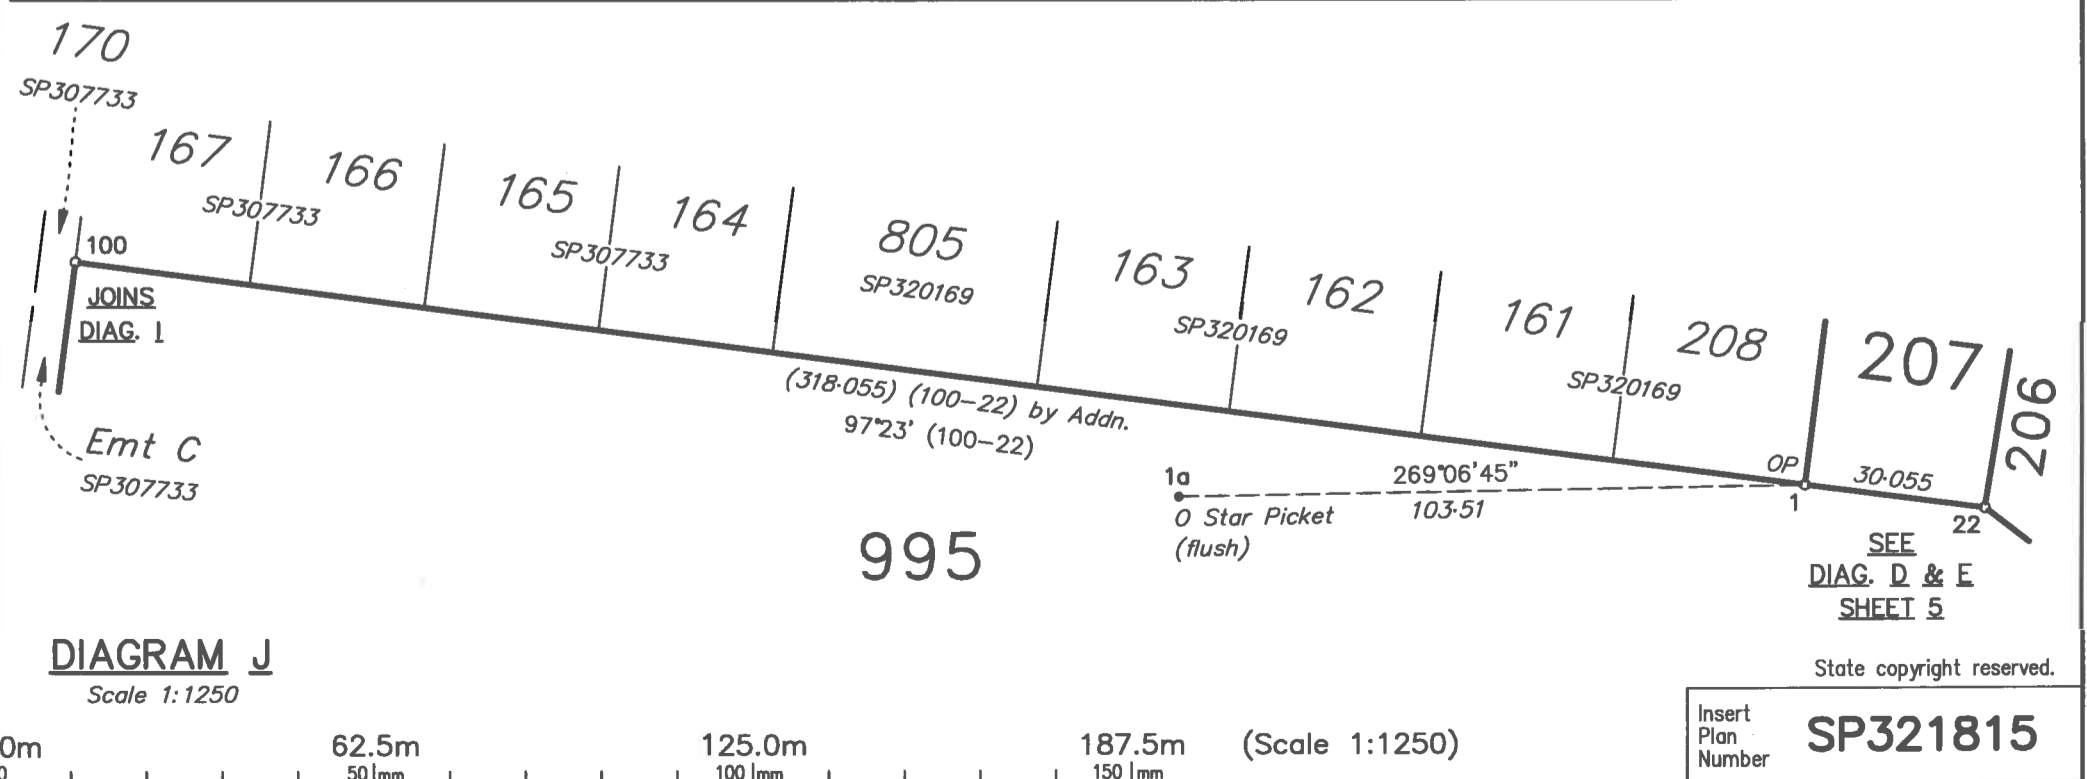 170
SP307733
167
166
SP307733
165
164
SP307733
805
SP320169
163
162
SP320169
161
208
SP320169
207
206
100
JOINS
DIAG. I
Emt C
SP307733
(318·055) (100–22) by Addn.
97°23' (100–22)
1a
269°06'45"
103·51
O Star Picket
(flush)
OP
1
30·055
22
SEE
DIAG. D & E
SHEET 5
995
DIAGRAM J
Scale 1:1250
State copyright reserved.
Insert
Plan
Number
SP321815
0m 62.5m 125.0m 187.5m (Scale 1:1250)
0 50 mm 100 mm 150 mm